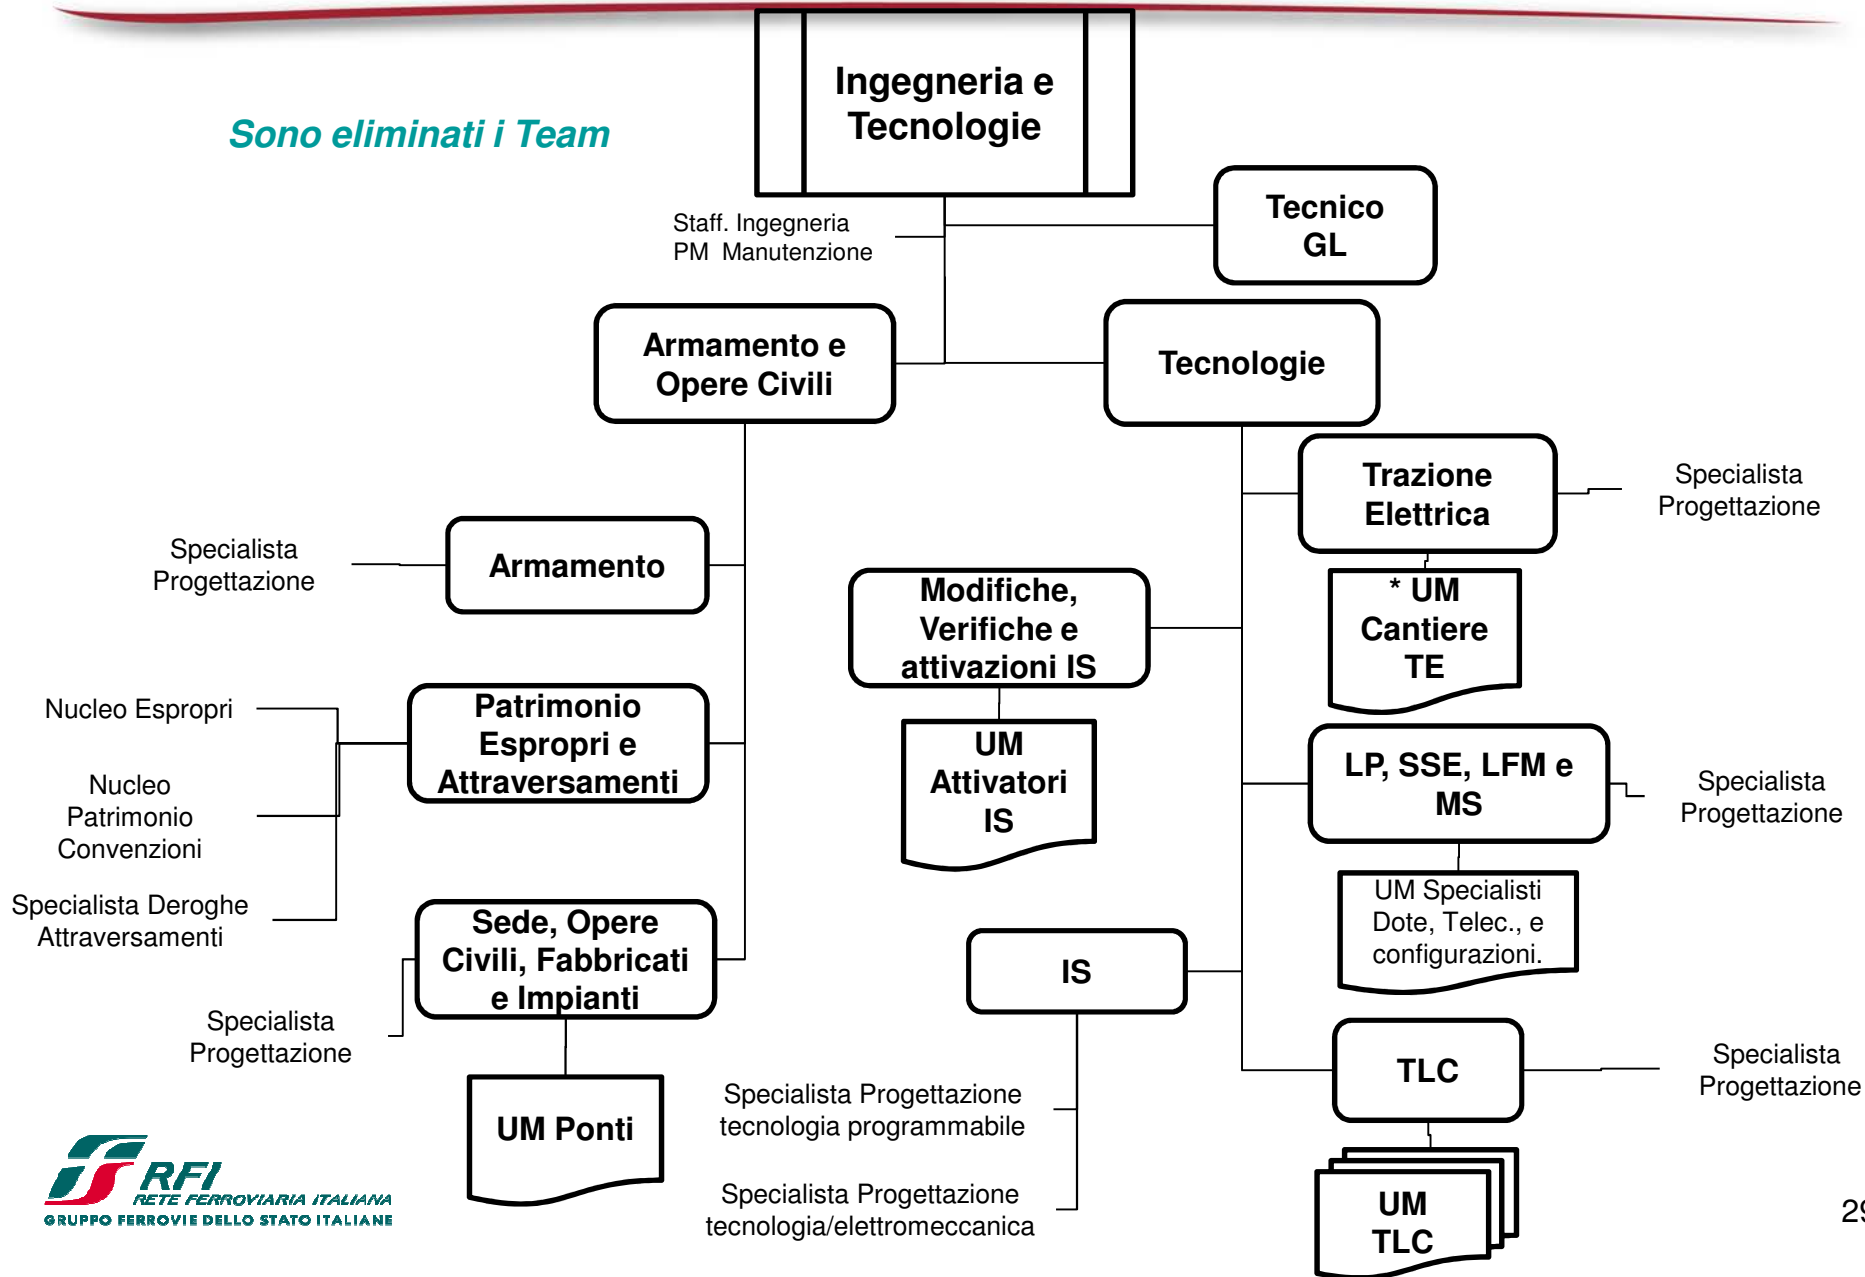 Ingegneria e
Tecnologie
Sono eliminati i Team
Tecnico
GL
Staff. Ingegneria
PM  Manutenzione
Armamento e
Opere Civili
Tecnologie
Trazione
Elettrica
Specialista
Progettazione
Specialista
Progettazione
Armamento
Modifiche,
Verifiche e
attivazioni IS
* UM
Cantiere
TE
Nucleo Espropri
Patrimonio
Espropri e
Attraversamenti
Nucleo
Patrimonio
Convenzioni
UM
Attivatori
IS
LP, SSE, LFM e
MS
Specialista
Progettazione
Specialista Deroghe
Attraversamenti
Sede, Opere
Civili, Fabbricati
e Impianti
UM Specialisti
Dote, Telec., e
configurazioni.
IS
Specialista
Progettazione
TLC
Specialista
Progettazione
UM Ponti
Specialista Progettazione
tecnologia programmabile
Specialista Progettazione
tecnologia/elettromeccanica
UM
TLC
RFI
RETE FERROVIARIA ITALIANA
GRUPPO FERROVIE DELLO STATO ITALIANE
29